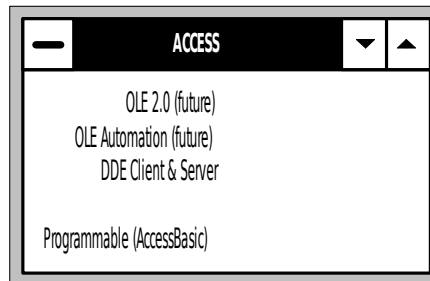 ACCESS
OLE 2.0 (future)
OLE Automation (future)
DDE Client & Server
Programmable (AccessBasic)